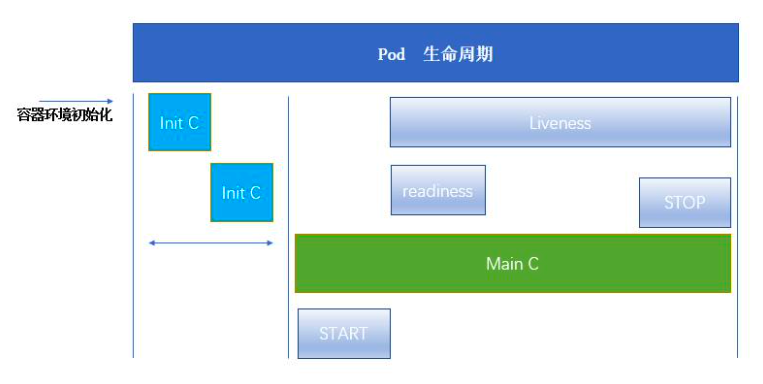 Pod 生命周期
容器环境初始化
Init C
Liveness
Init C
readiness
STOP
Main C
START